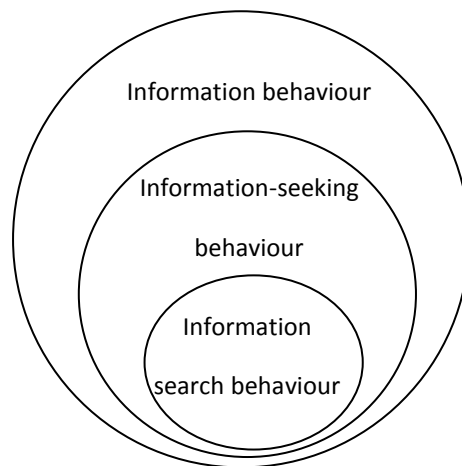 Information behaviour
Information-seeking
behaviour
Information
search behaviour